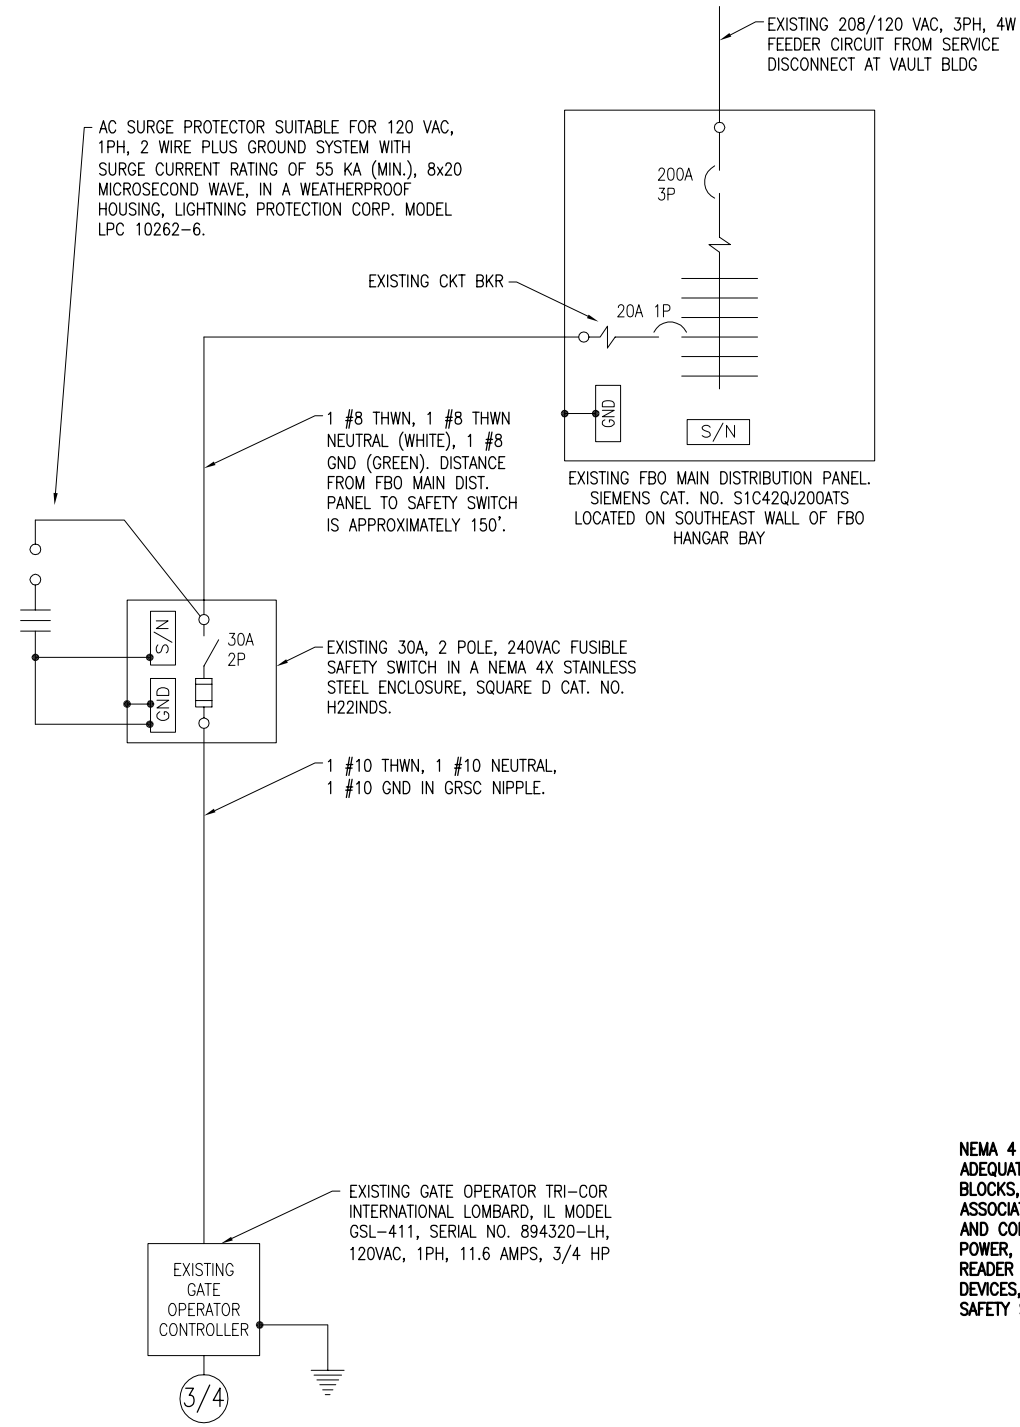 EXISTING 208/120 VAC, 3PH, 4W
FEEDER CIRCUIT FROM SERVICE
DISCONNECT AT VAULT BLDG
AC SURGE PROTECTOR SUITABLE FOR 120 VAC,
1PH, 2 WIRE PLUS GROUND SYSTEM WITH
SURGE CURRENT RATING OF 55 KA (MIN.), 8x20
MICROSECOND WAVE, IN A WEATHERPROOF
HOUSING, LIGHTNING PROTECTION CORP. MODEL
LPC 10262-6.
200A
3P
EXISTING CKT BKR
20A 1P
GND
S/N
1 #8 THWN, 1 #8 THWN
NEUTRAL (WHITE), 1 #8
GND (GREEN). DISTANCE
FROM FBO MAIN DIST.
PANEL TO SAFETY SWITCH
IS APPROXIMATELY 150'.
EXISTING FBO MAIN DISTRIBUTION PANEL.
SIEMENS CAT. NO. S1C42QJ200ATS
LOCATED ON SOUTHEAST WALL OF FBO
HANGAR BAY
S/N
30A
2P
GND
EXISTING 30A, 2 POLE, 240VAC FUSIBLE
SAFETY SWITCH IN A NEMA 4X STAINLESS
STEEL ENCLOSURE, SQUARE D CAT. NO.
H22INDS.
1 #10 THWN, 1 #10 NEUTRAL,
1 #10 GND IN GRSC NIPPLE.
NEMA 4
ADEQUAT
BLOCKS,
ASSOCIA
AND CO
POWER,
READER
DEVICES,
SAFETY
EXISTING GATE OPERATOR TRI-COR
INTERNATIONAL LOMBARD, IL MODEL
GSL-411, SERIAL NO. 894320-LH,
120VAC, 1PH, 11.6 AMPS, 3/4 HP
EXISTING
GATE
OPERATOR
CONTROLLER
3/4